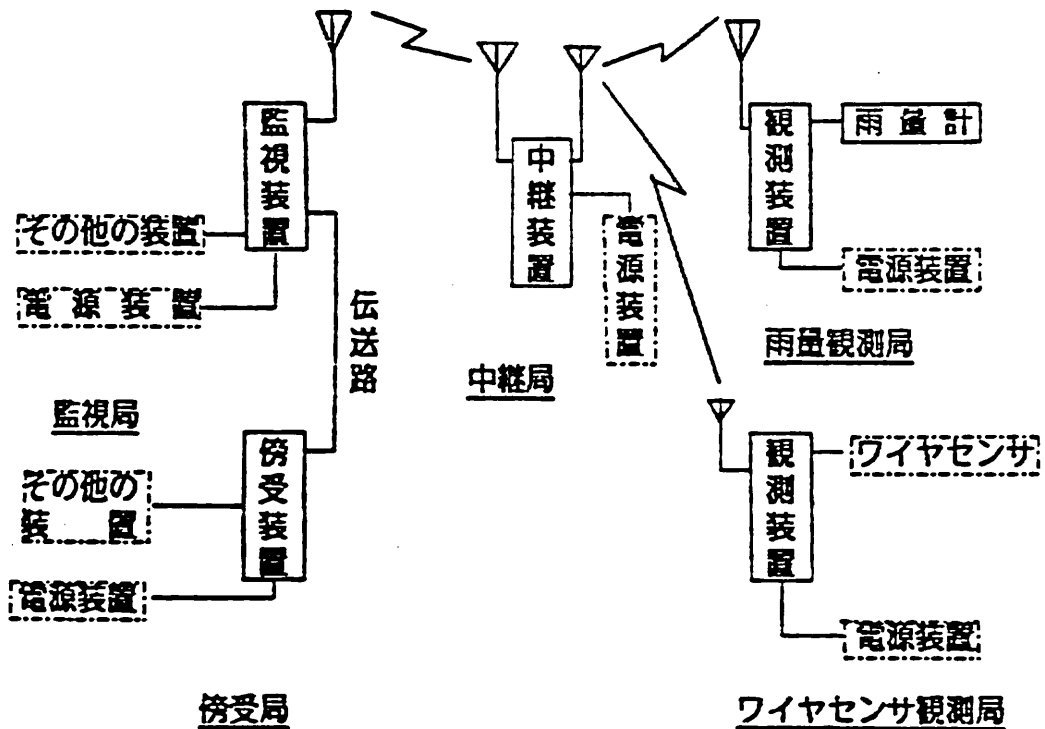 監視装置
その他の装置
電源装置
監視局
伝送路
傍受装置
その他の
装置
電源装置
傍受局
中継装置
電源装置
中継局
観測装置
雨量計
電源装置
雨量観測局
観測装置
ワイヤセンサ
電源装置
ワイヤセンサ観測局